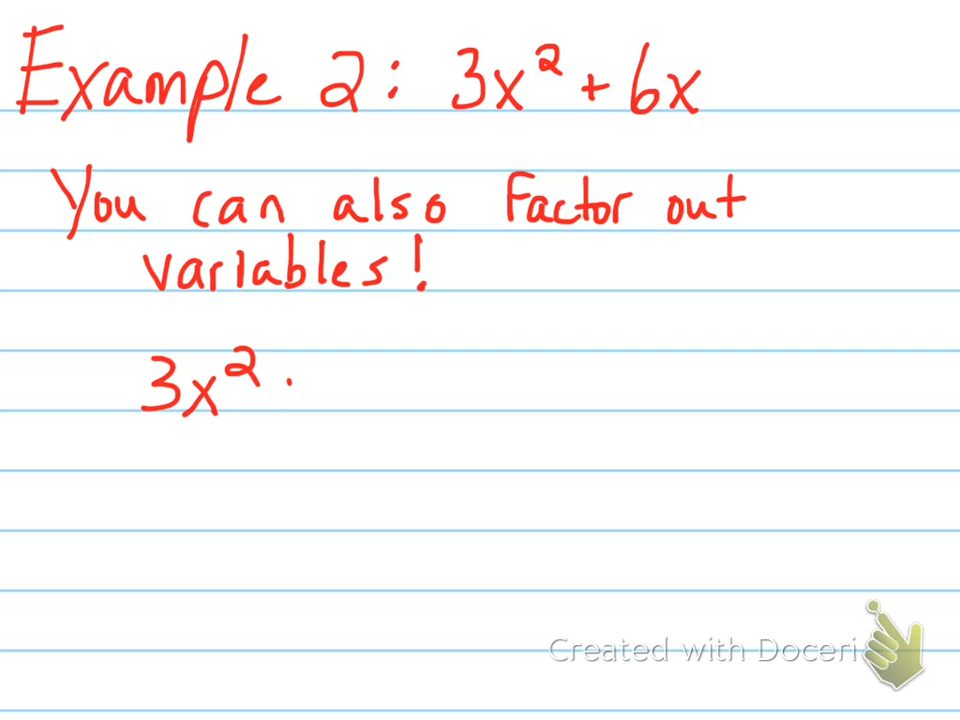 Example 2: 3x² + 6x
You can also Factor out
variables!
3x²
Created with Doceri